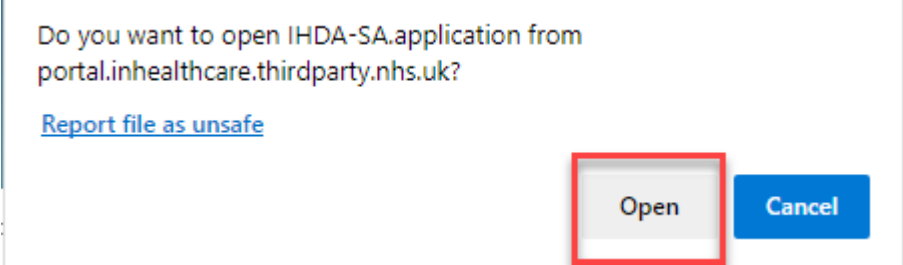 Do you want to open IHDA-SA.application from
portal.inhealthcare.thirdparty.nhs.uk?
Report file as unsafe
Open
Cancel